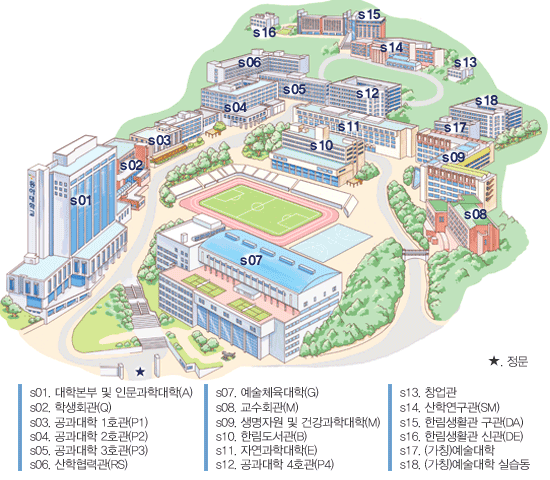 s15
s16
s14
s06
s13
s05
s12
s04
s18
s03
s11
s17
s10
s02
s09
동아대학교
s01
s08
s07
★. 정문
★
s01. 대학본부 및 인문과학대학(A)
s02. 학생회관(Q)
s03. 공과대학 1호관(P1)
s04. 공과대학 2호관(P2)
s05. 공과대학 3호관(P3)
s06. 산학협력관(RS)
s07. 예술체육대학(G)
s08. 교수회관(M)
s09. 생명자원 및 건강과학대학(M)
s10. 한림도서관(B)
s11. 자연과학대학(E)
s12. 공과대학 4호관(P4)
s13. 창업관
s14. 산학연구관(SM)
s15. 한림생활관 구관(DA)
s16. 한림생활관 신관(DE)
s17. (가칭)예술대학
s18. (가칭)예술대학 실습동